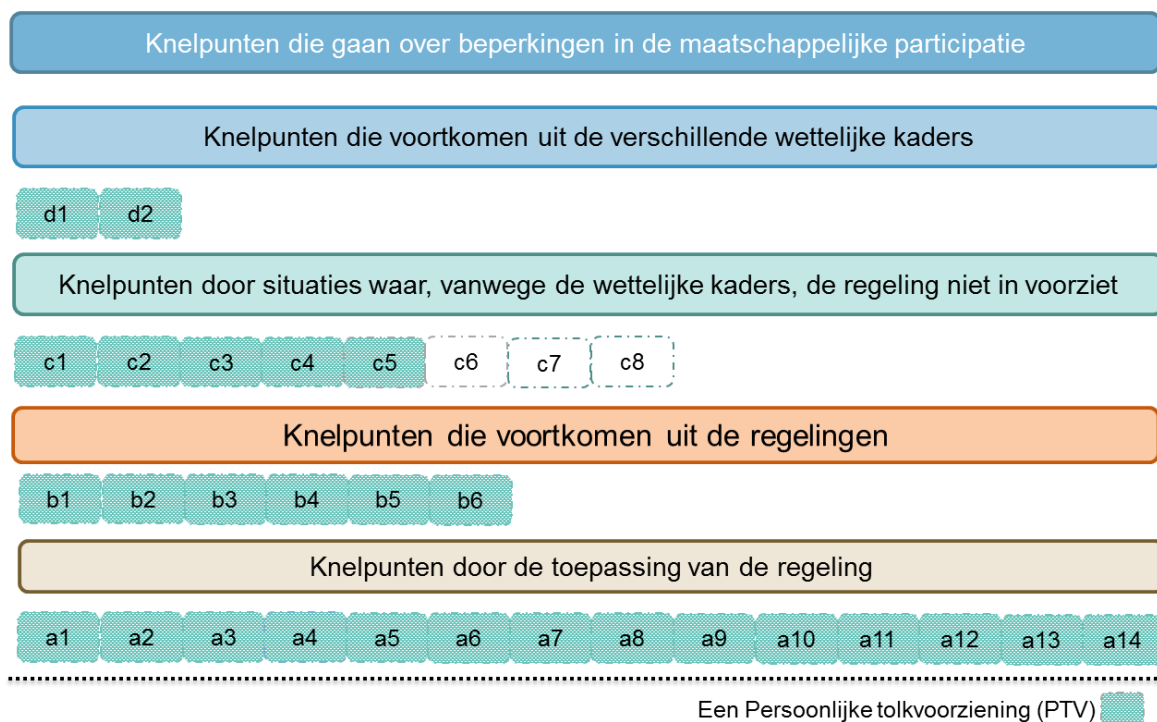 Knelpunten die gaan over beperkingen in de maatschappelijke participatie
Knelpunten die voortkomen uit de verschillende wettelijke kaders
d1 d2
Knelpunten door situaties waar, vanwege de wettelijke kaders, de regeling niet in voorziet
c1 c2 c3 c4 c5 c6 c7 c8
Knelpunten die voortkomen uit de regelingen
b1 b2 b3 b4 b5 b6
Knelpunten door de toepassing van de regeling
a1 a2 a3 a4 a5 a6 a7 a8 a9 a10 a11 a12 a13 a14
Een Persoonlijke tolkvoorziening (PTV)